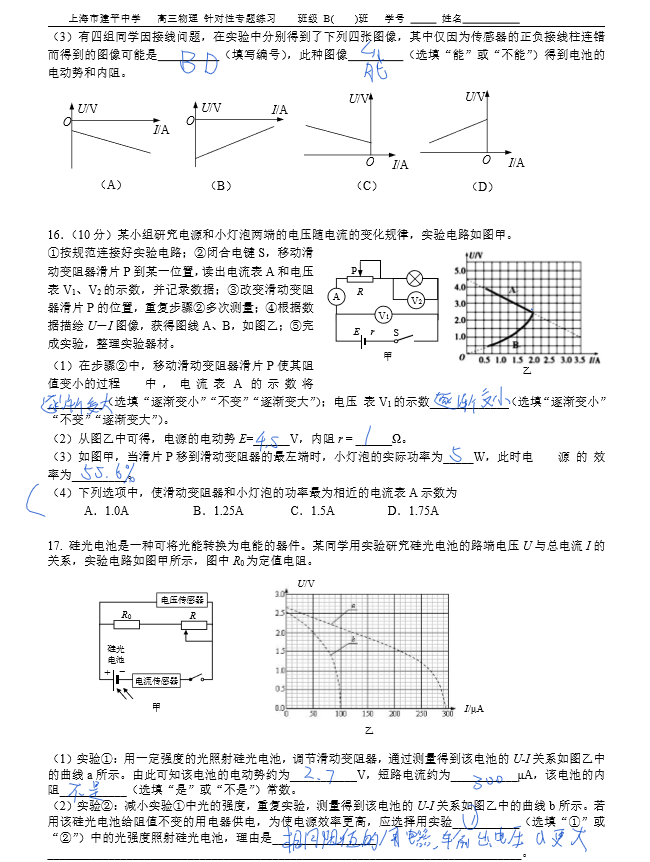 上海市建平中学 高三物理 针对性专题练习 班级 B( )班 学号 _____ 姓名__________
(3)有四组同学因接线问题,在实验中分别得到了下列四张图像,其中仅因为传感器的正负接线柱连错
而得到的图像可能是 BD (填写编号),此种图像 能 (选填“能”或“不能”)得到电池的
电动势和内阻。
U/V U/V U/V U/V
O I/A O I/A O I/A O I/A
(A) (B) (C) (D)
16.(10分)某小组研究电源和小灯泡两端的电压随电流的变化规律,实验电路如图甲。
①按规范连接好实验电路;②闭合电键 S,移动滑
动变阻器滑片 P 到某一位置,读出电流表 A 和电压
表 V₁、V₂ 的示数,并记录数据;③改变滑动变阻
器滑片 P 的位置,重复步骤②多次测量;④根据数
据描绘 U—I 图像,获得图线 A、B,如图乙;⑤完
成实验,整理实验器材。
P R A V₂ V₁ E r S 甲
U/V 5.0 4.0 3.0 2.0 1.0 O 0.5 1.0 1.5 2.0 2.5 3.0 3.5 I/A A B 乙
(1)在步骤②中,移动滑动变阻器滑片 P 使其阻
值变小的过程 中,电流表 A 的示数将
逐渐变大(选填“逐渐变小”“不变”“逐渐变大”);电压 表 V₁ 的示数 逐渐变小(选填“逐渐变小”
“不变”“逐渐变大”)。
(2)从图乙中可得,电源的电动势 E= 4.5 V,内阻 r = 1 Ω。
(3)如图甲,当滑片 P 移到滑动变阻器的最左端时,小灯泡的实际功率为 5 W,此时电 源的效
率为 55.6% 。
(4)下列选项中,使滑动变阻器和小灯泡的功率最为相近的电流表 A 示数为
A.1.0A B.1.25A C.1.5A D.1.75A
17. 硅光电池是一种可将光能转换为电能的器件。某同学用实验研究硅光电池的路端电压 U 与总电流 I 的
关系,实验电路如图甲所示,图中 R₀ 为定值电阻。
电压传感器 R₀ R 硅光 电池 + − 电流传感器 甲
U/V 3.0 2.5 2.0 1.5 1.0 0.5 0.0 0 50 100 150 200 250 300 I/μA a b 乙
(1)实验①:用一定强度的光照射硅光电池,调节滑动变阻器,通过测量得到该电池的 U-I 关系如图乙中
的曲线 a 所示。由此可知该电池的电动势约为 2.7 V,短路电流约为 300 μA,该电池的内
阻 不是 (选填“是”或“不是”)常数。
(2)实验②:减小实验①中光的强度,重复实验,测量得到该电池的 U-I 关系如图乙中的曲线 b 所示。若
用该硅光电池给阻值不变的用电器供电,为使电源效率更高,应选择用实验 ① (选填“①”或
“②”)中的光强度照射硅光电池,理由是 相同阻值的用电器, 输出电压 U更大
。